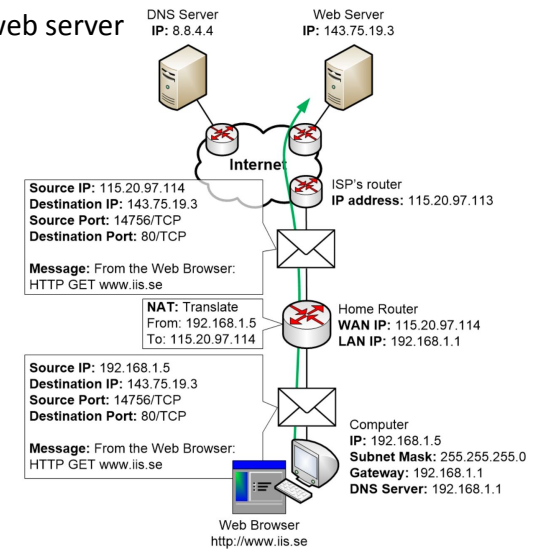 web server
DNS Server
IP: 8.8.4.4
Web Server
IP: 143.75.19.3
Internet
ISP's router
IP address: 115.20.97.113
Source IP: 115.20.97.114
Destination IP: 143.75.19.3
Source Port: 14756/TCP
Destination Port: 80/TCP
Message: From the Web Browser:
HTTP GET www.iis.se
NAT: Translate
From: 192.168.1.5
To: 115.20.97.114
Home Router
WAN IP: 115.20.97.114
LAN IP: 192.168.1.1
Source IP: 192.168.1.5
Destination IP: 143.75.19.3
Source Port: 14756/TCP
Destination Port: 80/TCP
Message: From the Web Browser:
HTTP GET www.iis.se
Computer
IP: 192.168.1.5
Subnet Mask: 255.255.255.0
Gateway: 192.168.1.1
DNS Server: 192.168.1.1
Web Browser
http://www.iis.se